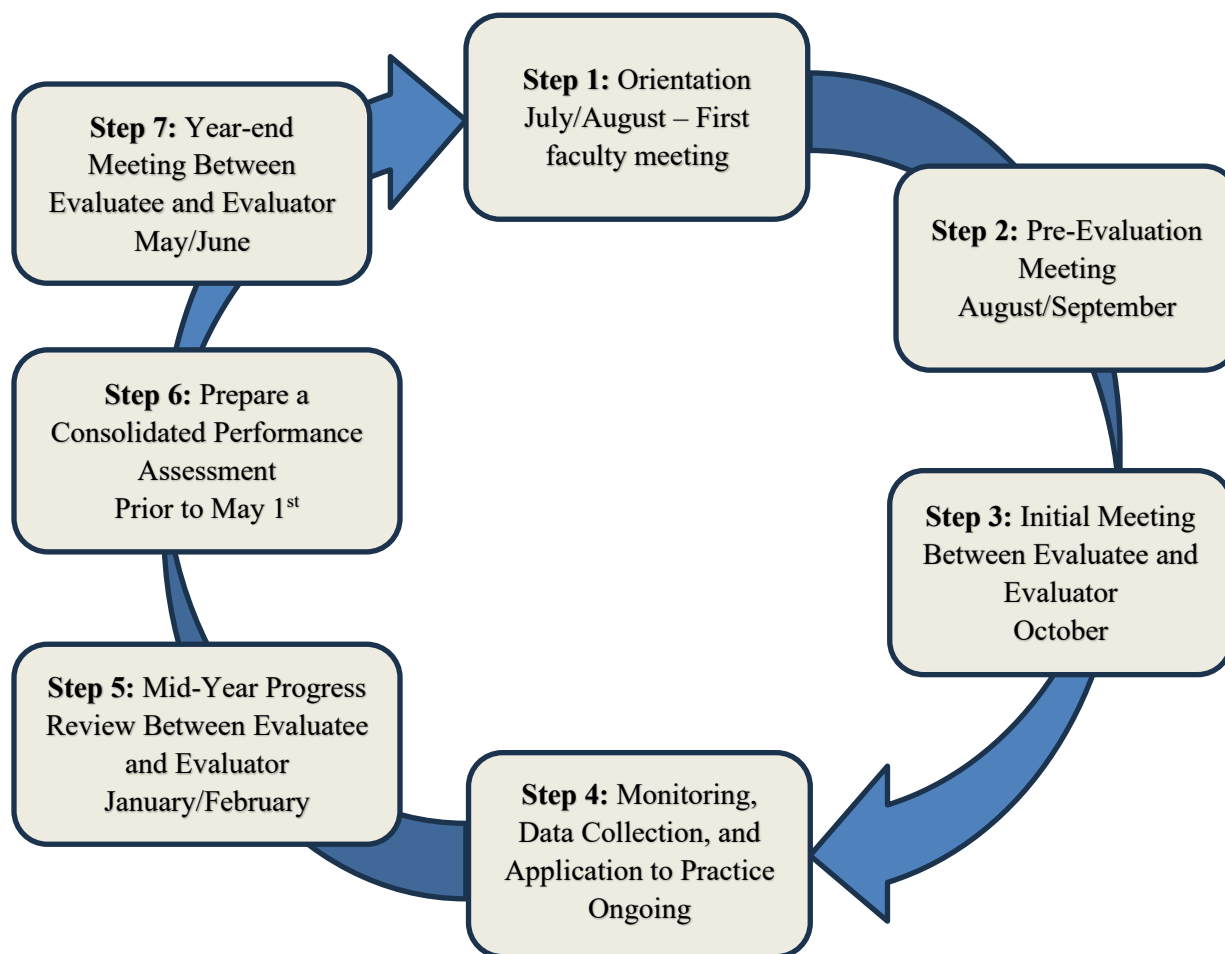 Step 1: Orientation
July/August – First
faculty meeting
Step 2: Pre-Evaluation
Meeting
August/September
Step 3: Initial Meeting
Between Evaluatee and
Evaluator
October
Step 4: Monitoring,
Data Collection, and
Application to Practice
Ongoing
Step 5: Mid-Year Progress
Review Between Evaluatee
and Evaluator
January/February
Step 6: Prepare a
Consolidated Performance
Assessment
Prior to May 1st
Step 7: Year-end
Meeting Between
Evaluatee and Evaluator
May/June